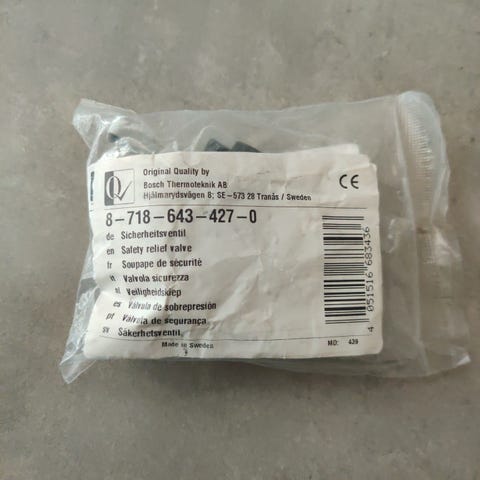 QV
Original Quality by
Bosch Thermoteknik AB
Hjälmarydsvägen 8; SE-573 28 Tranås / Sweden
CE
8-718-643-427-0
de Sicherheitsventil
en Safety relief valve
fr Soupape de sécurité
it Valvola sicurezza
nl Veiligheidsklep
es Válvula de sobrepresión
pt Válvula de segurança
sv Säkerhetsventil
4 051516 683436
Made in Sweden
MD: 439